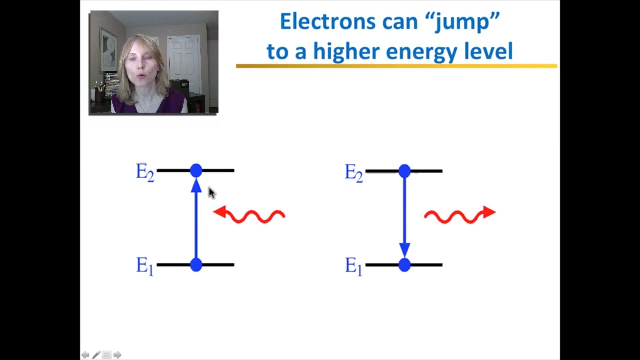 Electrons can “jump”
to a higher energy level
E₂
E₂
E₁
E₁